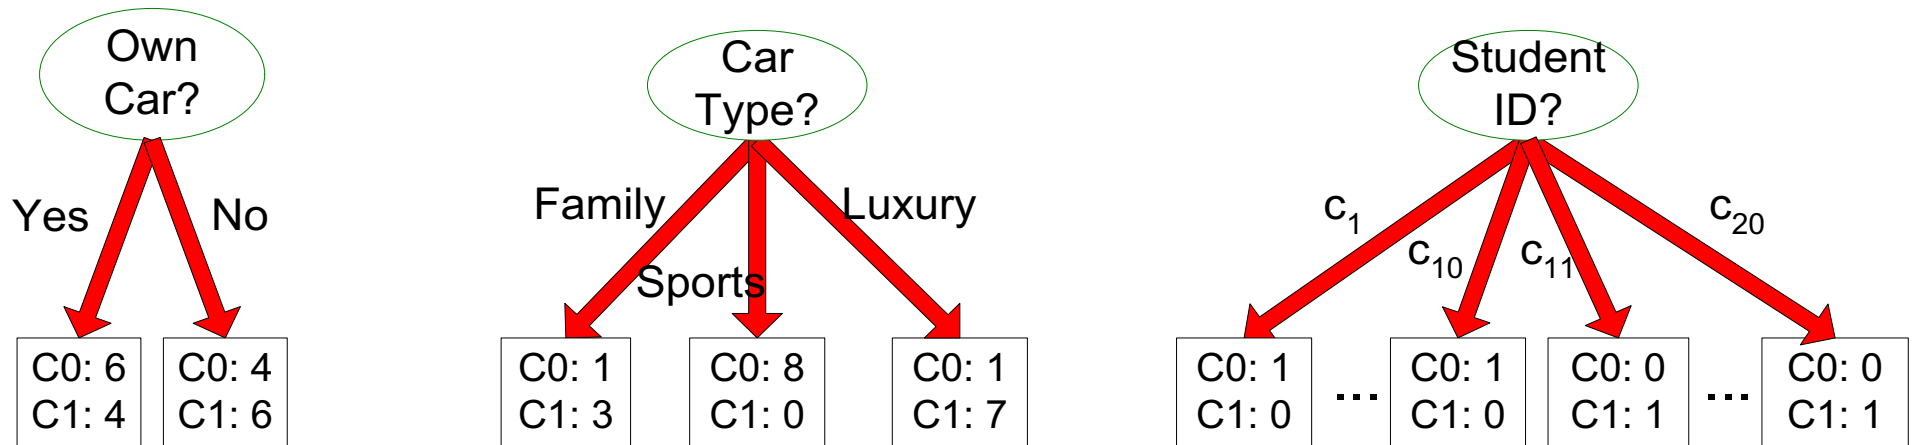 Own
Car?
Yes
No
C0: 6
C1: 4
C0: 4
C1: 6
Car
Type?
Family
Sports
Luxury
C0: 1
C1: 3
C0: 8
C1: 0
C0: 1
C1: 7
Student
ID?
c₁
c₁₀
c₁₁
c₂₀
C0: 1
C1: 0
...
C0: 1
C1: 0
C0: 0
C1: 1
...
C0: 0
C1: 1